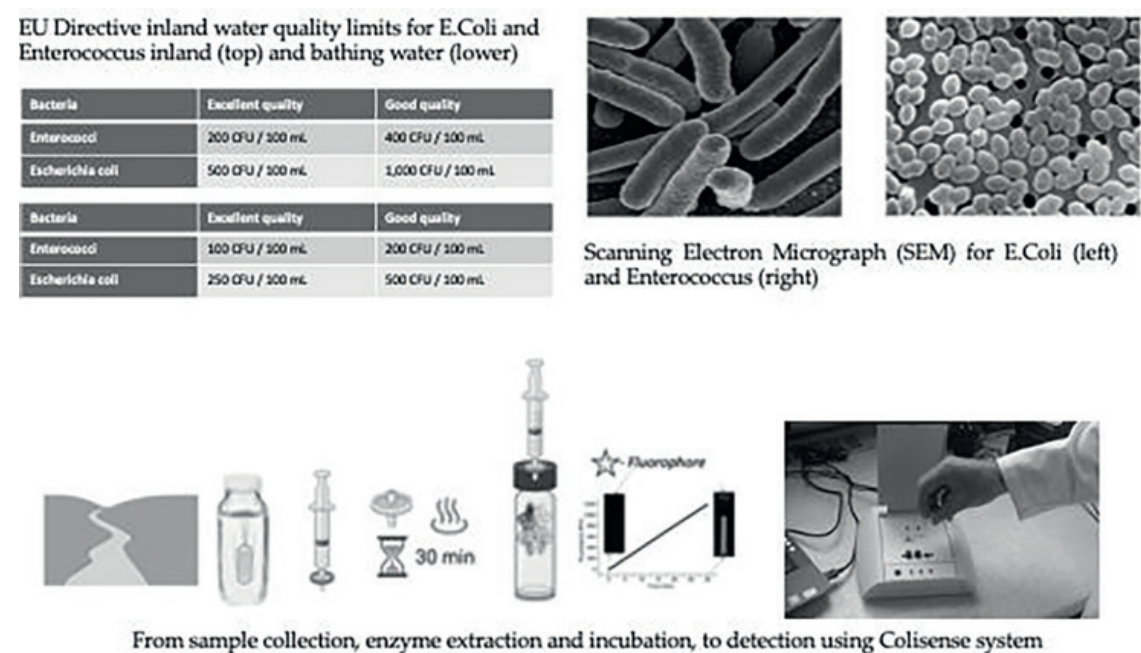 EU Directive inland water quality limits for E.Coli and
Enterococcus inland (top) and bathing water (lower)
Bacteria Excellent quality Good quality
Enterococci 200 CFU / 100 mL 400 CFU / 100 mL
Escherichia coli 500 CFU / 100 mL 1,000 CFU / 100 mL
Bacteria Excellent quality Good quality
Enterococci 100 CFU / 100 mL 200 CFU / 100 mL
Escherichia coli 250 CFU / 100 mL 500 CFU / 100 mL
Scanning Electron Micrograph (SEM) for E.Coli (left)
and Enterococcus (right)
Fluorophore
30 min
From sample collection, enzyme extraction and incubation, to detection using Colisense system